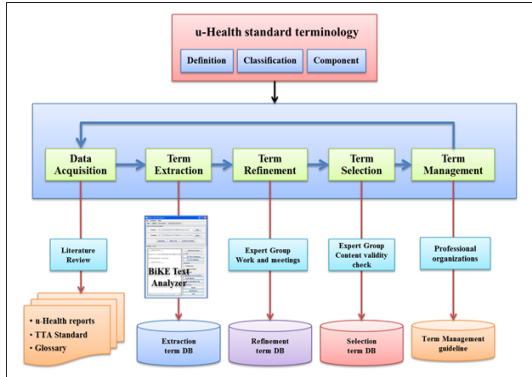 u-Health standard terminology
Definition
Classification
Component
Data
Acquisition
Term
Extraction
Term
Refinement
Term
Selection
Term
Management
Literature
Review
BiKE Text
Analyzer
Expert Group
Work and meetings
Expert Group
Content validity
check
Professional
organizations
• u-Health reports
• TTA Standard
• Glossary
Extraction
term DB
Refinement
term DB
Selection
term DB
Term Management
guideline